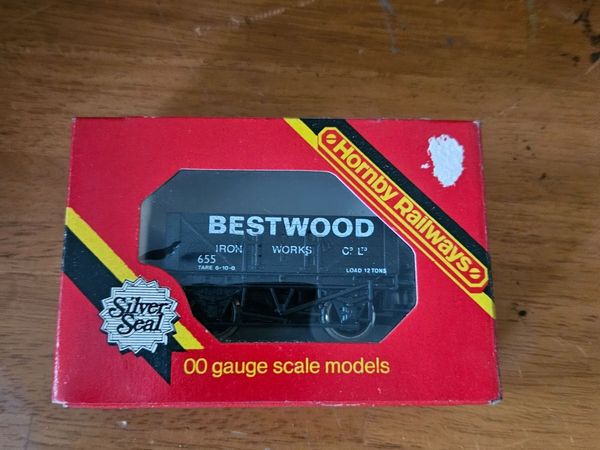 Hornby Railways
BESTWOOD
IRON WORKS Cº Lᵀᴰ
655
TARE 6-10-0
LOAD 12 TONS
Silver
Seal
00 gauge scale models